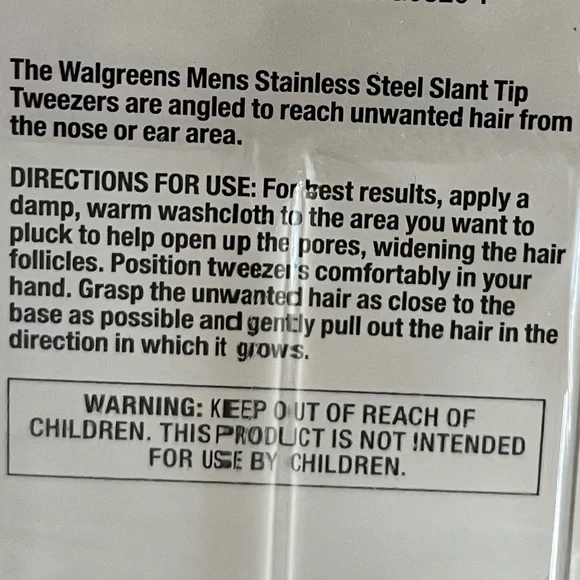 The Walgreens Mens Stainless Steel Slant Tip
Tweezers are angled to reach unwanted hair from
the nose or ear area.
DIRECTIONS FOR USE: For best results, apply a
damp, warm washcloth to the area you want to
pluck to help open up the pores, widening the hair
follicles. Position tweezers comfortably in your
hand. Grasp the unwanted hair as close to the
base as possible and gently pull out the hair in the
direction in which it grows.
WARNING: KEEP OUT OF REACH OF
CHILDREN. THIS PRODUCT IS NOT INTENDED
FOR USE BY CHILDREN.